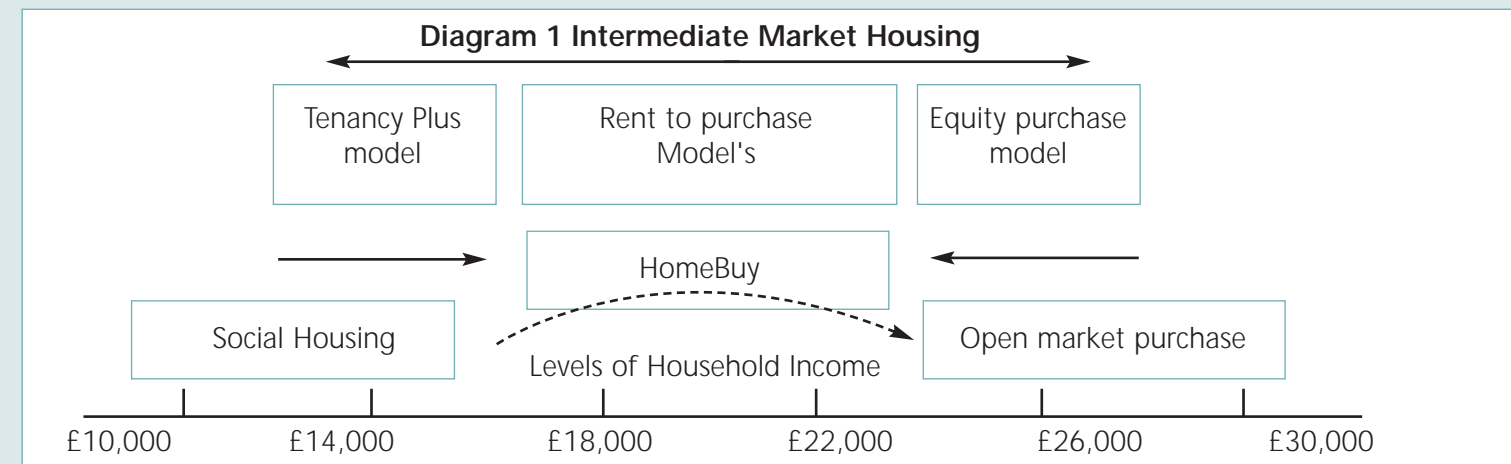 Diagram 1 Intermediate Market Housing
Tenancy Plus
model
Rent to purchase
Model's
Equity purchase
model
HomeBuy
Social Housing
Open market purchase
Levels of Household Income
£10,000 £14,000 £18,000 £22,000 £26,000 £30,000